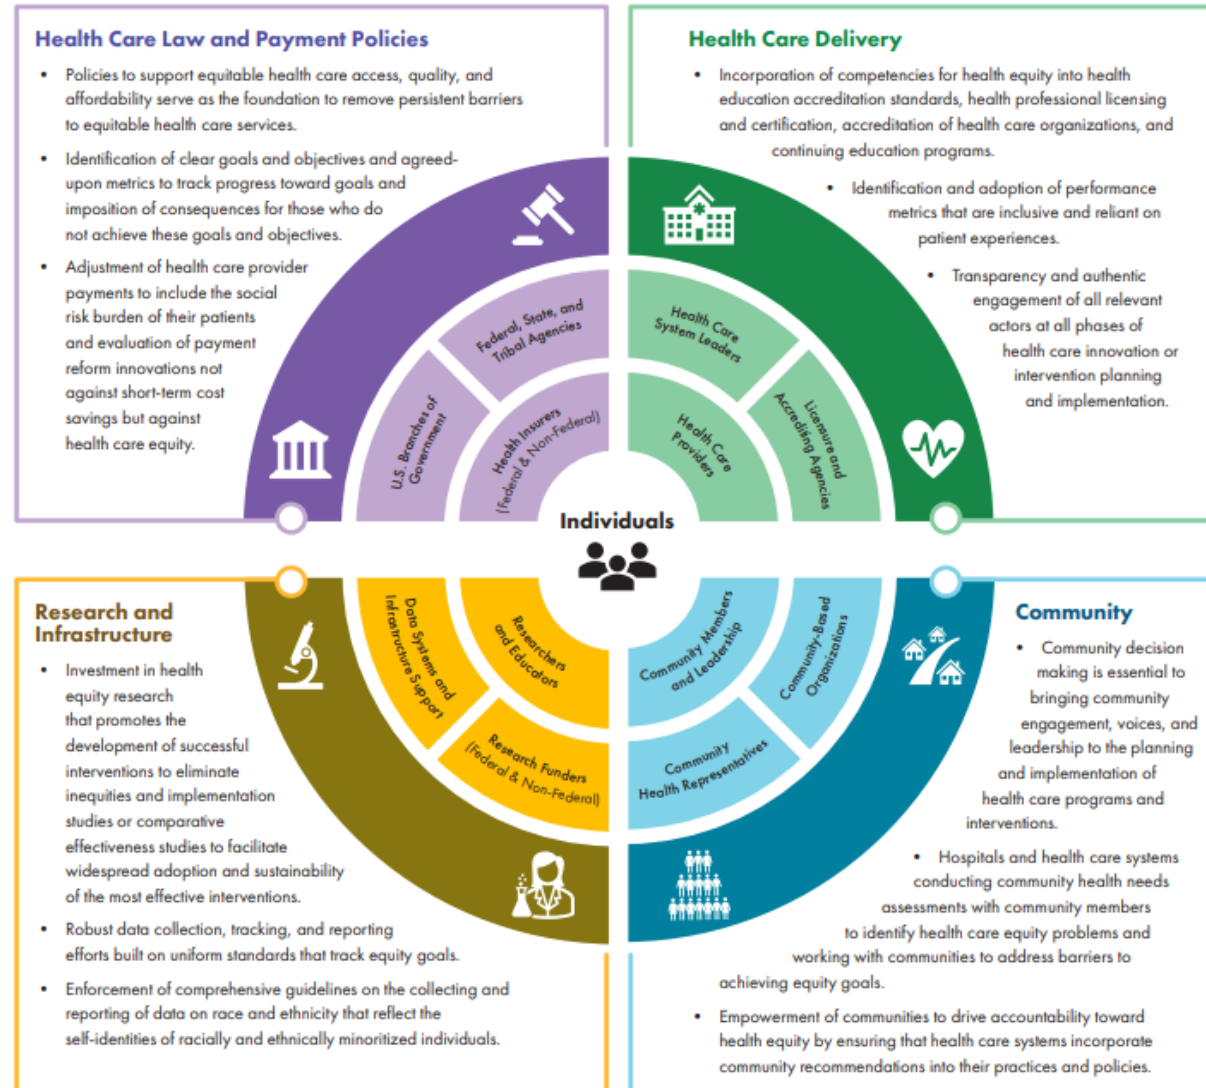 Health Care Law and Payment Policies
• Policies to support equitable health care access, quality, and
affordability serve as the foundation to remove persistent barriers
to equitable health care services.
• Identification of clear goals and objectives and agreed-
upon metrics to track progress toward goals and
imposition of consequences for those who do
not achieve these goals and objectives.
• Adjustment of health care provider
payments to include the social
risk burden of their patients
and evaluation of payment
reform innovations not
against short-term cost
savings but against
health care equity.
Health Care Delivery
• Incorporation of competencies for health equity into health
education accreditation standards, health professional licensing
and certification, accreditation of health care organizations, and
continuing education programs.
• Identification and adoption of performance
metrics that are inclusive and reliant on
patient experiences.
• Transparency and authentic
engagement of all relevant
actors at all phases of
health care innovation or
intervention planning
and implementation.
Federal, State, and
Tribal Agencies
U.S. Branches of
Government
Health Insurers
(Federal & Non-Federal)
Health Care
System Leaders
Licensure and
Accrediting Agencies
Health Care
Providers
Individuals
Data Systems and
Infrastructure Support
Researchers
and Educators
Research Funders
(Federal & Non-Federal)
Community Members
and Leadership
Community-Based
Organizations
Community
Health Representatives
Research and
Infrastructure
• Investment in health
equity research
that promotes the
development of successful
interventions to eliminate
inequities and implementation
studies or comparative
effectiveness studies to facilitate
widespread adoption and sustainability
of the most effective interventions.
• Robust data collection, tracking, and reporting
efforts built on uniform standards that track equity goals.
• Enforcement of comprehensive guidelines on the collecting and
reporting of data on race and ethnicity that reflect the
self-identities of racially and ethnically minoritized individuals.
Community
• Community decision
making is essential to
bringing community
engagement, voices, and
leadership to the planning
and implementation of
health care programs and
interventions.
• Hospitals and health care systems
conducting community health needs
assessments with community members
to identify health care equity problems and
working with communities to address barriers to
achieving equity goals.
• Empowerment of communities to drive accountability toward
health equity by ensuring that health care systems incorporate
community recommendations into their practices and policies.